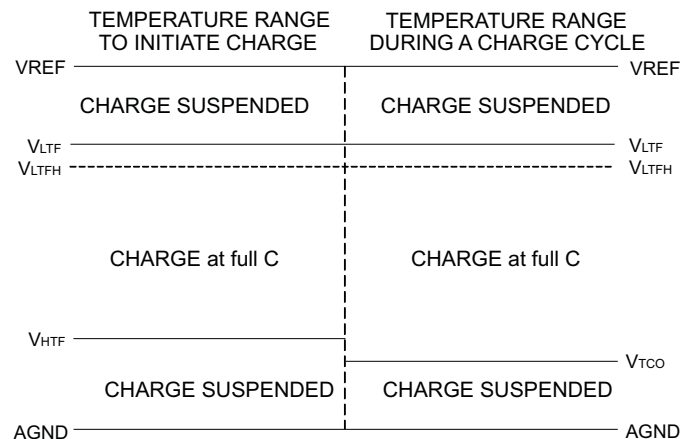 TEMPERATURE RANGE
TO INITIATE CHARGE
TEMPERATURE RANGE
DURING A CHARGE CYCLE
VREF
VREF
CHARGE SUSPENDED
CHARGE SUSPENDED
VLTF
VLTF
VLTFH
VLTFH
CHARGE at full C
CHARGE at full C
VHTF
VTCO
CHARGE SUSPENDED
CHARGE SUSPENDED
AGND
AGND